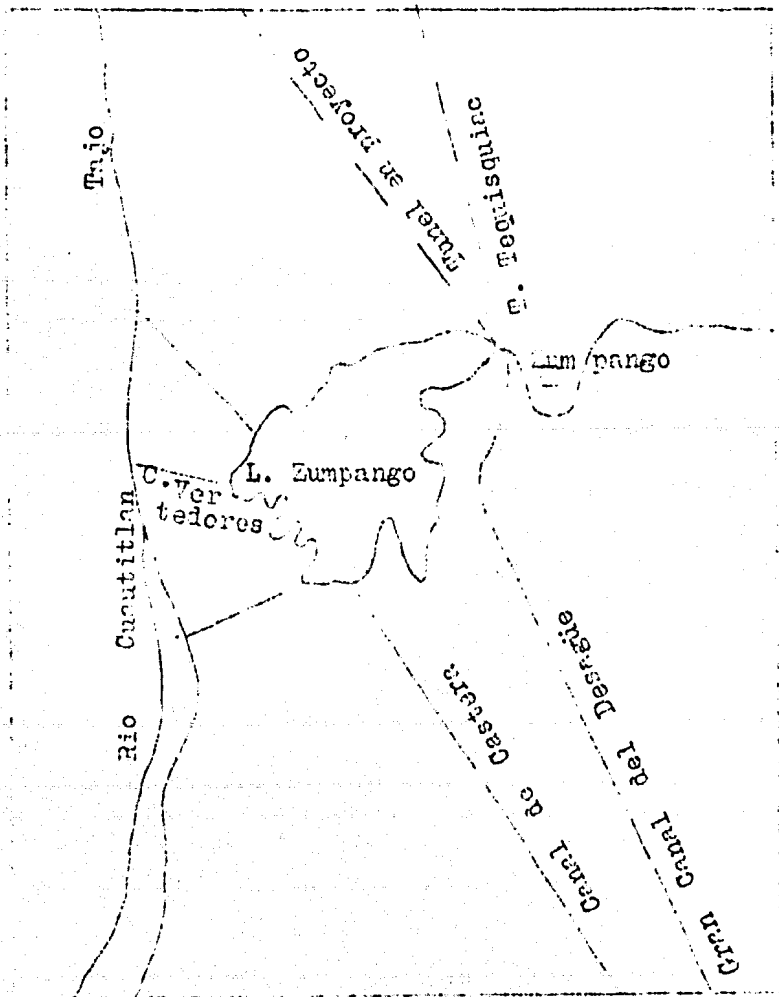 Tajo
Tunel en proyecto
T. Tequisquiac
Zumpango
L. Zumpango
C.Ver
tedores
Rio Cuautitlan
Canal de Castera
Gran Canal del Desagüe